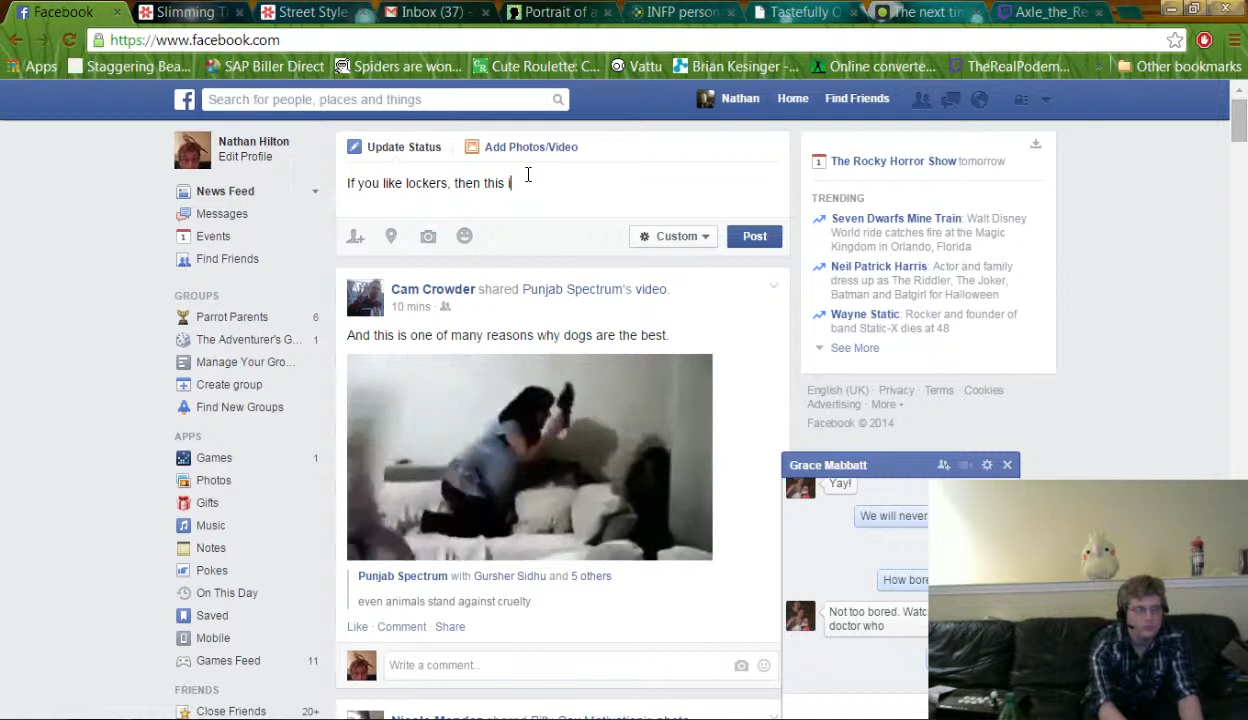 Facebook
Slimming T
Street Style
Inbox (37) -
Portrait of a
INFP person
Tastefully O
The next tim
Axle_the_Re
https://www.facebook.com
Apps
Staggering Bea...
SAP Biller Direct
Spiders are won...
Cute Roulette: C...
Vattu
Brian Kesinger -...
Online converte...
TheRealPodem...
»
Other bookmarks
Search for people, places and things
Nathan
Home
Find Friends
Nathan Hilton
Edit Profile
News Feed
Messages
Events
Find Friends
GROUPS
Parrot Parents 6
The Adventurer's G... 1
Manage Your Gro...
Create group
Find New Groups
APPS
Games 1
Photos
Gifts
Music
Notes
Pokes
On This Day
Saved
Mobile
Games Feed 11
FRIENDS
Close Friends 20+
Update Status
Add Photos/Video
If you like lockers, then this i
Custom
Post
Cam Crowder shared Punjab Spectrum's video.
10 mins ·
And this is one of many reasons why dogs are the best.
Punjab Spectrum with Gursher Sidhu and 5 others
even animals stand against cruelty
Like · Comment · Share
Write a comment...
Nicole Mendez shared Billy Cox Motivation's photo.
1 The Rocky Horror Show tomorrow
TRENDING
Seven Dwarfs Mine Train: Walt Disney
World ride catches fire at the Magic
Kingdom in Orlando, Florida
Neil Patrick Harris: Actor and family
dress up as The Riddler, The Joker,
Batman and Batgirl for Halloween
Wayne Static: Rocker and founder of
band Static-X dies at 48
See More
English (UK) · Privacy · Terms · Cookies
Advertising · More
Facebook © 2014
Grace Mabbatt
Yay!
We will never
How bore
Not too bored. Watc
doctor who